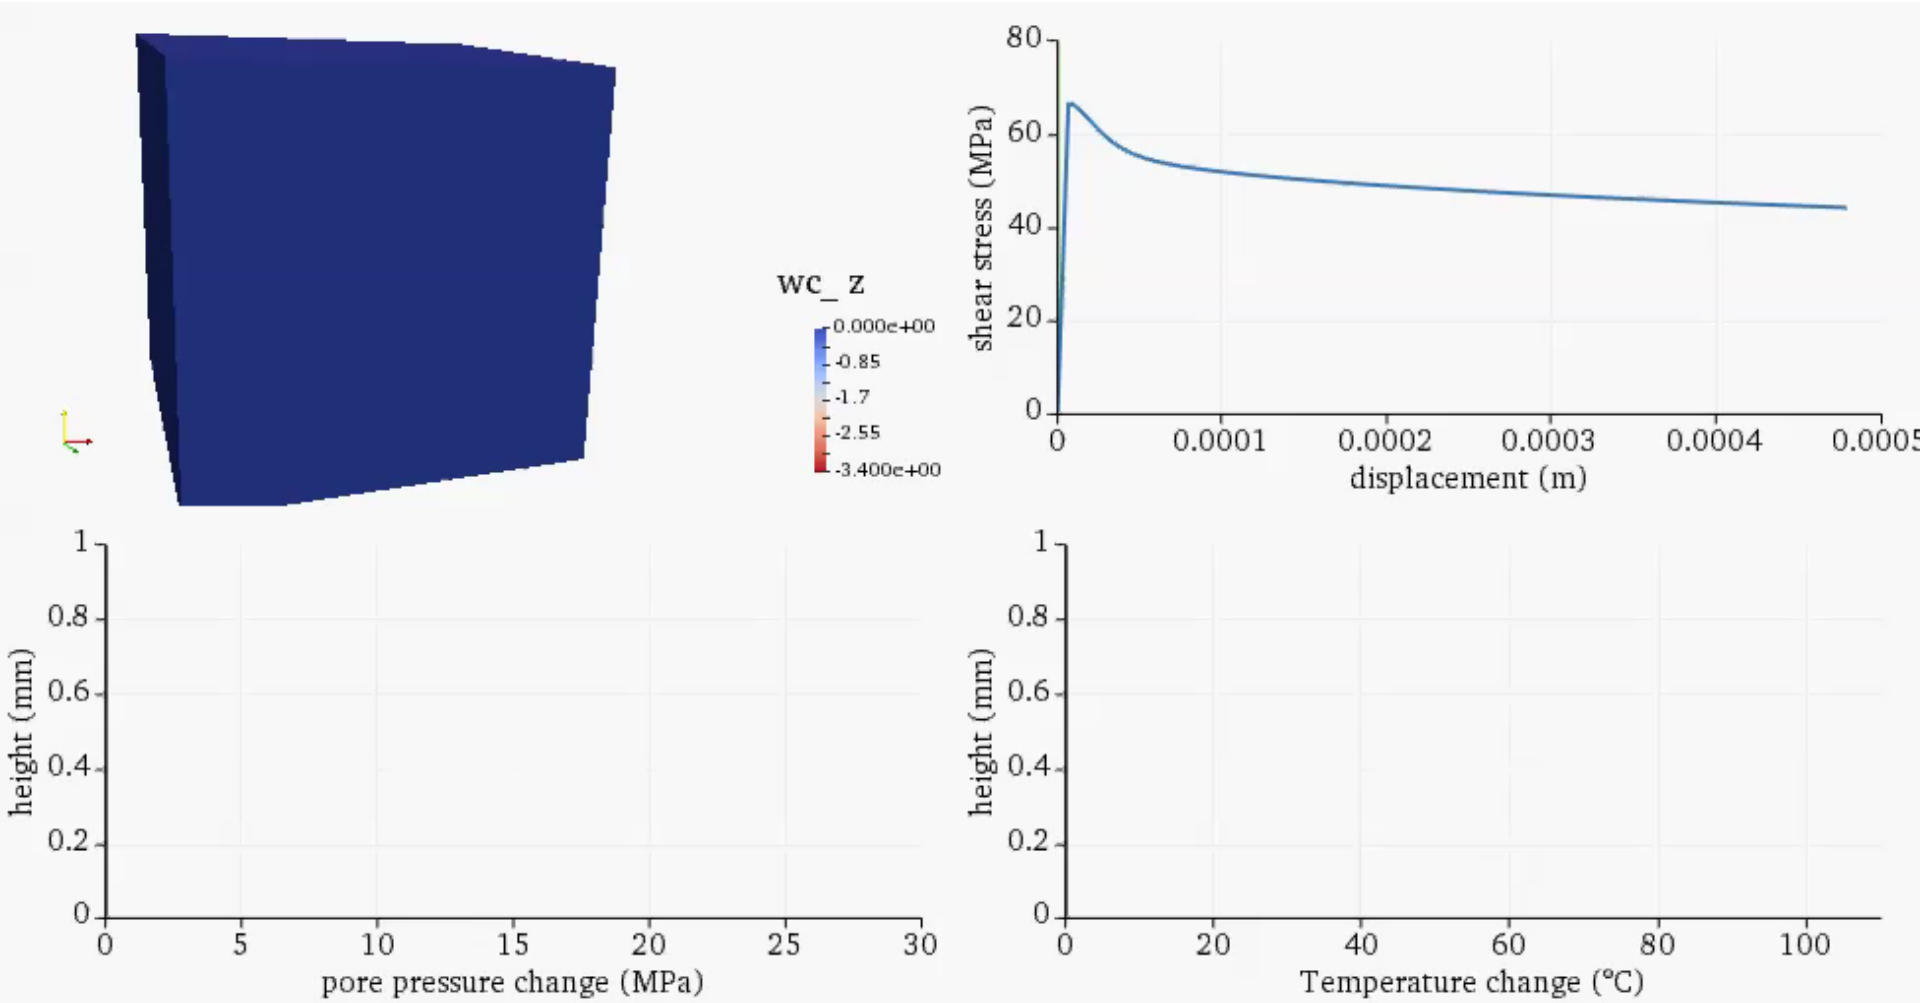 wc_ z
0.000e+00
-0.85
-1.7
-2.55
-3.400e+00
80
60
40
20
0
shear stress (MPa)
0 0.0001 0.0002 0.0003 0.0004 0.0005
displacement (m)
1
0.8
0.6
0.4
0.2
0
height (mm)
0 5 10 15 20 25 30
pore pressure change (MPa)
1
0.8
0.6
0.4
0.2
0
height (mm)
0 20 40 60 80 100
Temperature change (°C)